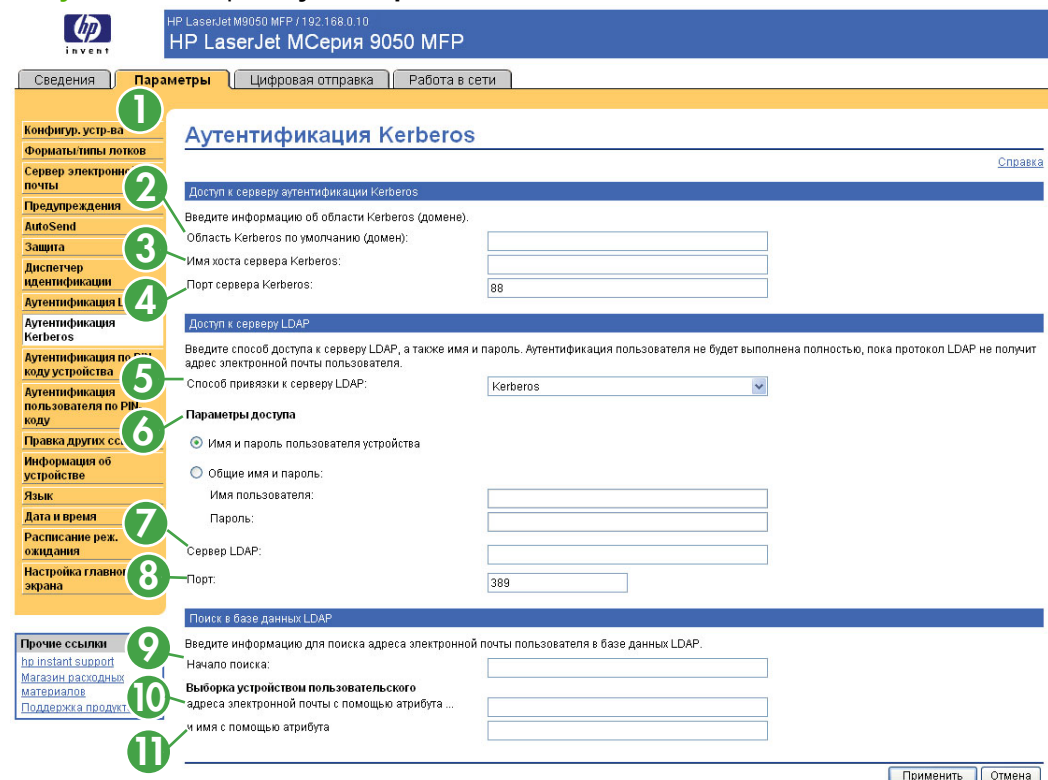 hp
invent
HP LaserJet M9050 MFP / 192.168.0.10
HP LaserJet MСерия 9050 MFP
Сведения
Параметры
Цифровая отправка
Работа в сети
1
Конфигур. устр-ва
Форматы/типы лотков
Сервер
почты
Предупреждения
AutoSend
Защита
Диспетчер
идентификации
Аутентификация
Аутентификация
Kerberos
Аутентификация по
коду устройства
Аутентификация
пользователя по PIN-
коду
Правка других
Информация об
устройстве
Язык
Дата и время
Расписание реж.
ожидания
Настройка
экрана
Прочие ссылки
hp instant support
Магазин расходных
материалов
Поддержка
Аутентификация Kerberos
Справка
Доступ к серверу аутентификации Kerberos
Введите информацию об области Kerberos (домене).
2
Область Kerberos по умолчанию (домен):
3
Имя хоста сервера Kerberos:
4
Порт сервера Kerberos:
88
Доступ к серверу LDAP
Введите способ доступа к серверу LDAP, а также имя и пароль. Аутентификация пользователя не будет выполнена полностью, пока протокол LDAP не получит
адрес электронной почты пользователя.
5
Способ привязки к серверу LDAP:
Kerberos
6
Параметры доступа
Имя и пароль пользователя устройства
Общие имя и пароль:
Имя пользователя:
Пароль:
7
Сервер LDAP:
8
Порт:
389
Поиск в базе данных LDAP
Введите информацию для поиска адреса электронной почты пользователя в базе данных LDAP.
9
Начало поиска:
Выборка устройством пользовательского
10
адреса электронной почты с помощью атрибута ...
11
и имя с помощью атрибута
Применить
Отмена